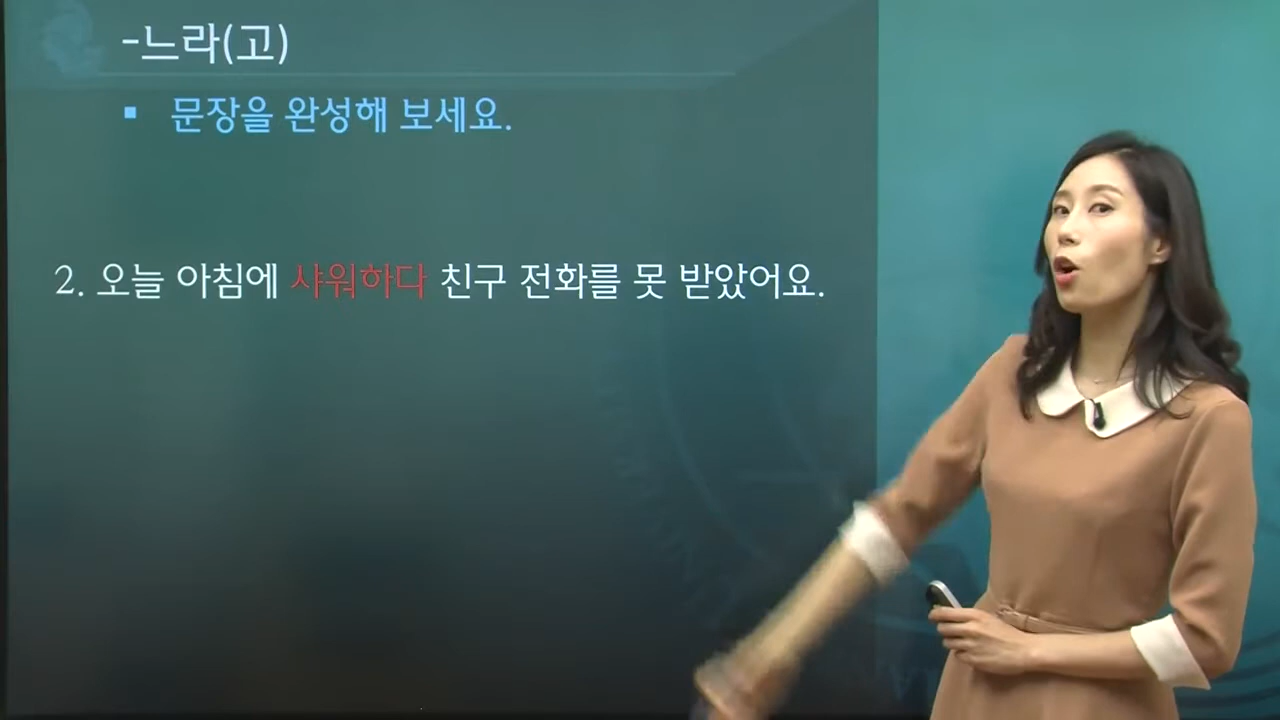 -느라(고)
▪ 문장을 완성해 보세요.
2. 오늘 아침에 샤워하다 친구 전화를 못 받았어요.